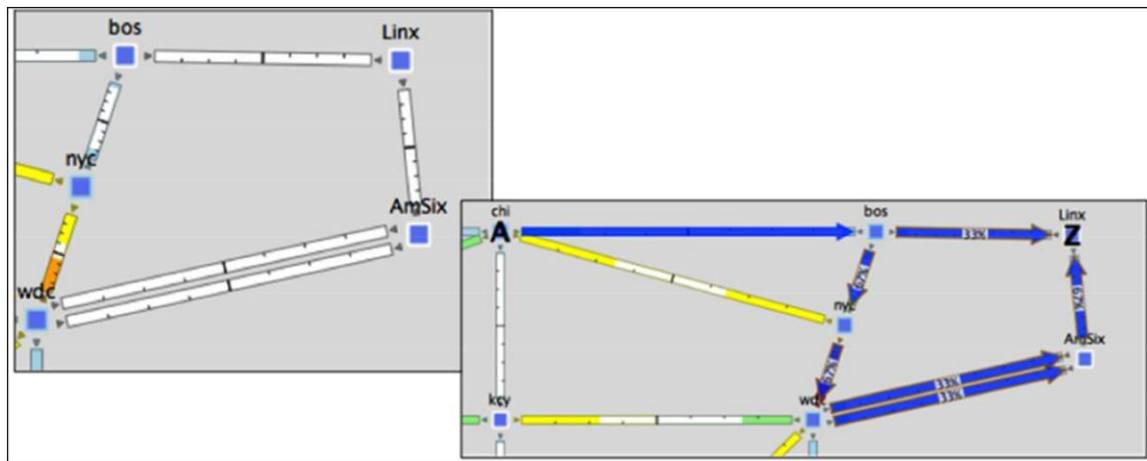 bos
Linx
nyc
AmSix
wdc
chi
bos
Linx
A
33%
Z
67%
nyc
67%
AmSix
67%
33%
33%
kcy
wdc